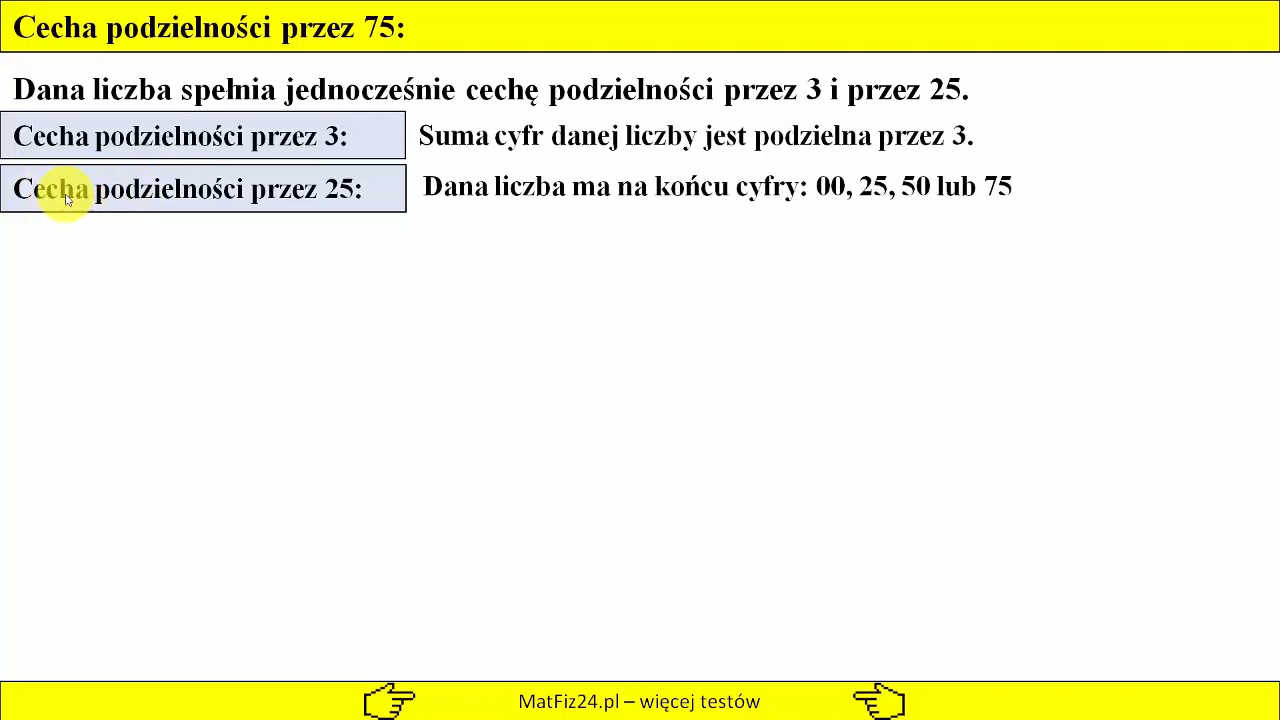 Cecha podzielności przez 75:
Dana liczba spełnia jednocześnie cechę podzielności przez 3 i przez 25.
Cecha podzielności przez 3: Suma cyfr danej liczby jest podzielna przez 3.
Cecha podzielności przez 25: Dana liczba ma na końcu cyfry: 00, 25, 50 lub 75
MatFiz24.pl – więcej testów